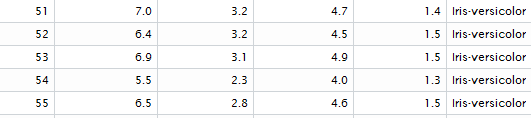 51 7.0 3.2 4.7 1.4 Iris-versicolor
52 6.4 3.2 4.5 1.5 Iris-versicolor
53 6.9 3.1 4.9 1.5 Iris-versicolor
54 5.5 2.3 4.0 1.3 Iris-versicolor
55 6.5 2.8 4.6 1.5 Iris-versicolor